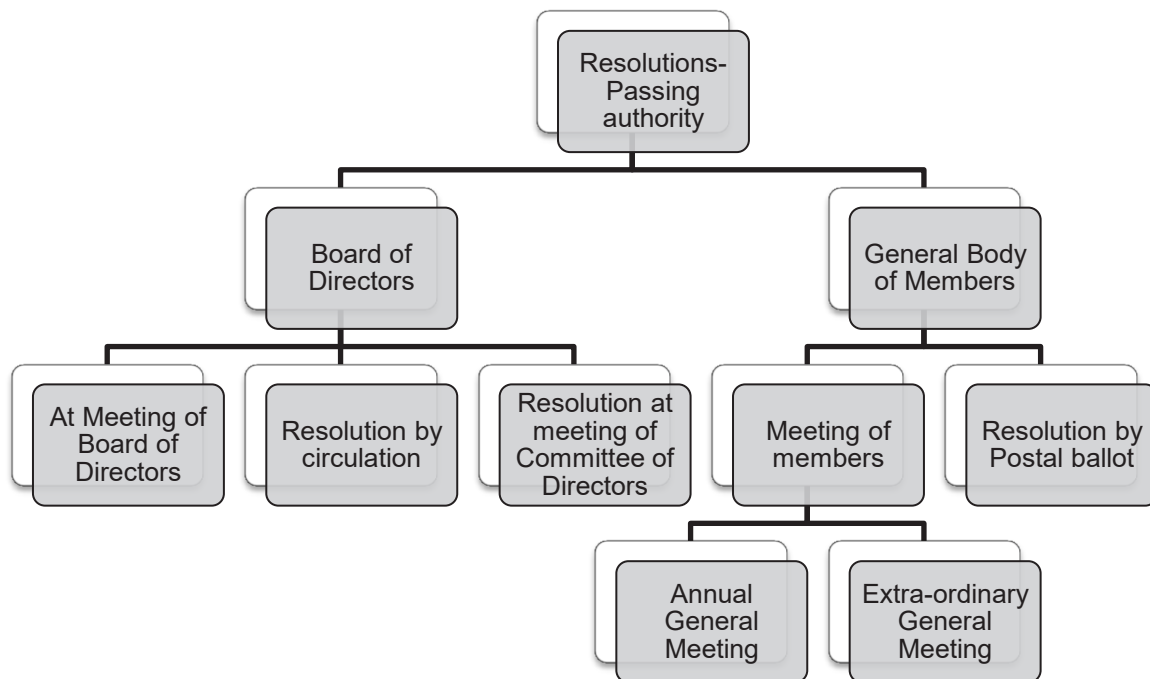 Resolutions-
Passing
authority
Board of
Directors
General Body
of Members
At Meeting of
Board of
Directors
Resolution by
circulation
Resolution at
meeting of
Committee of
Directors
Meeting of
members
Resolution by
Postal ballot
Annual
General
Meeting
Extra-ordinary
General
Meeting